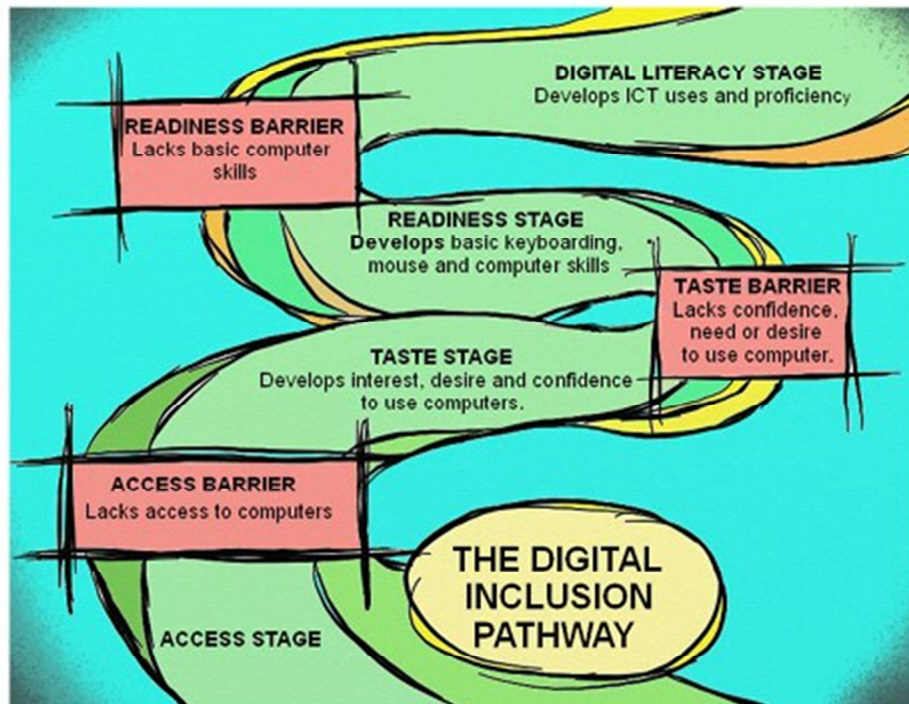 DIGITAL LITERACY STAGE
Develops ICT uses and proficiency
READINESS BARRIER
Lacks basic computer
skills
READINESS STAGE
Develops basic keyboarding,
mouse and computer skills
TASTE BARRIER
Lacks confidence,
need or desire
to use computer.
TASTE STAGE
Develops interest, desire and confidence
to use computers.
ACCESS BARRIER
Lacks access to computers
THE DIGITAL
INCLUSION
PATHWAY
ACCESS STAGE